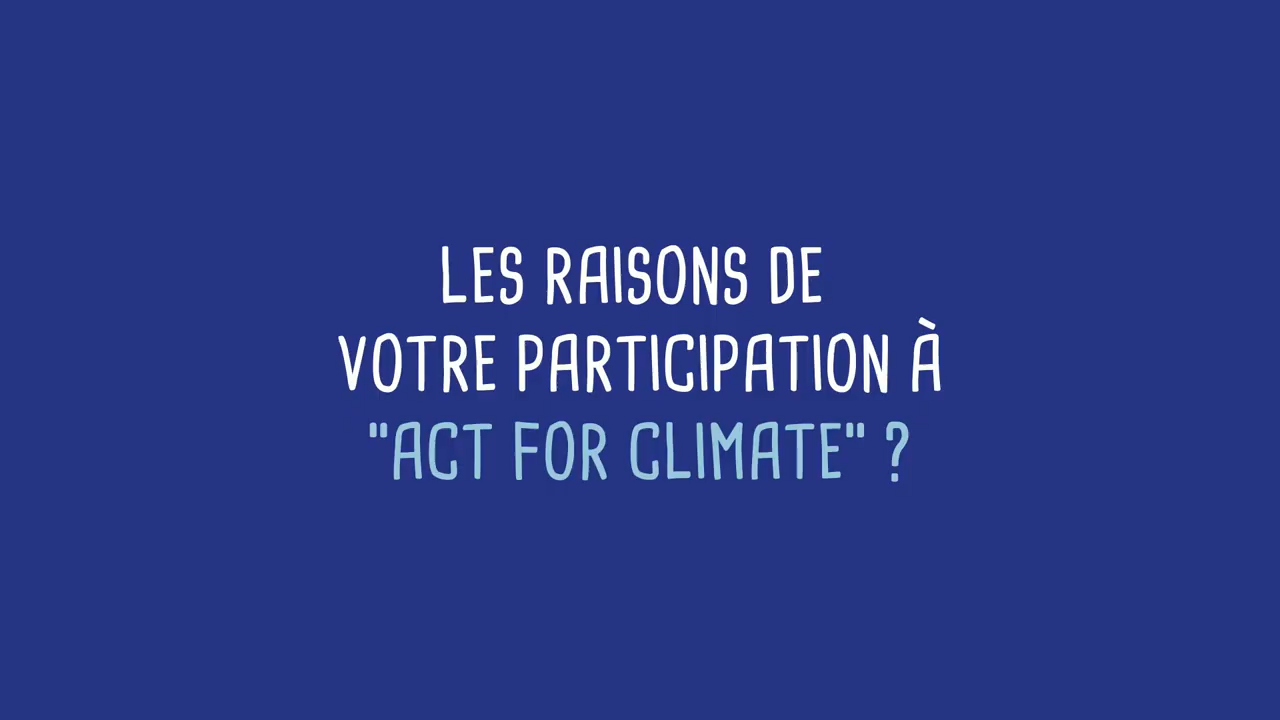 LES RAISONS DE
VOTRE PARTICIPATION À
"ACT FOR CLIMATE" ?